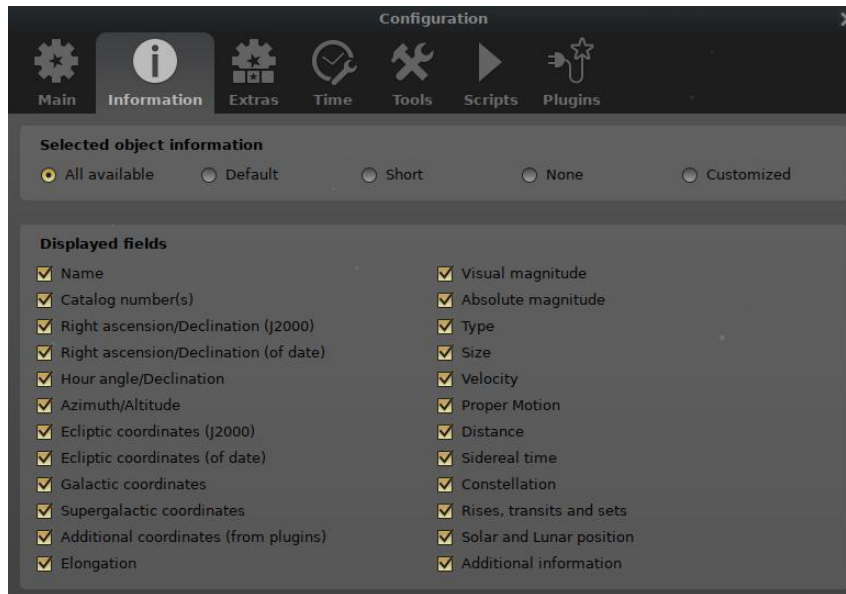 Configuration
Main Information Extras Time Tools Scripts Plugins
Selected object information
All available Default Short None Customized
Displayed fields
Name
Catalog number(s)
Right ascension/Declination (J2000)
Right ascension/Declination (of date)
Hour angle/Declination
Azimuth/Altitude
Ecliptic coordinates (J2000)
Ecliptic coordinates (of date)
Galactic coordinates
Supergalactic coordinates
Additional coordinates (from plugins)
Elongation
Visual magnitude
Absolute magnitude
Type
Size
Velocity
Proper Motion
Distance
Sidereal time
Constellation
Rises, transits and sets
Solar and Lunar position
Additional information